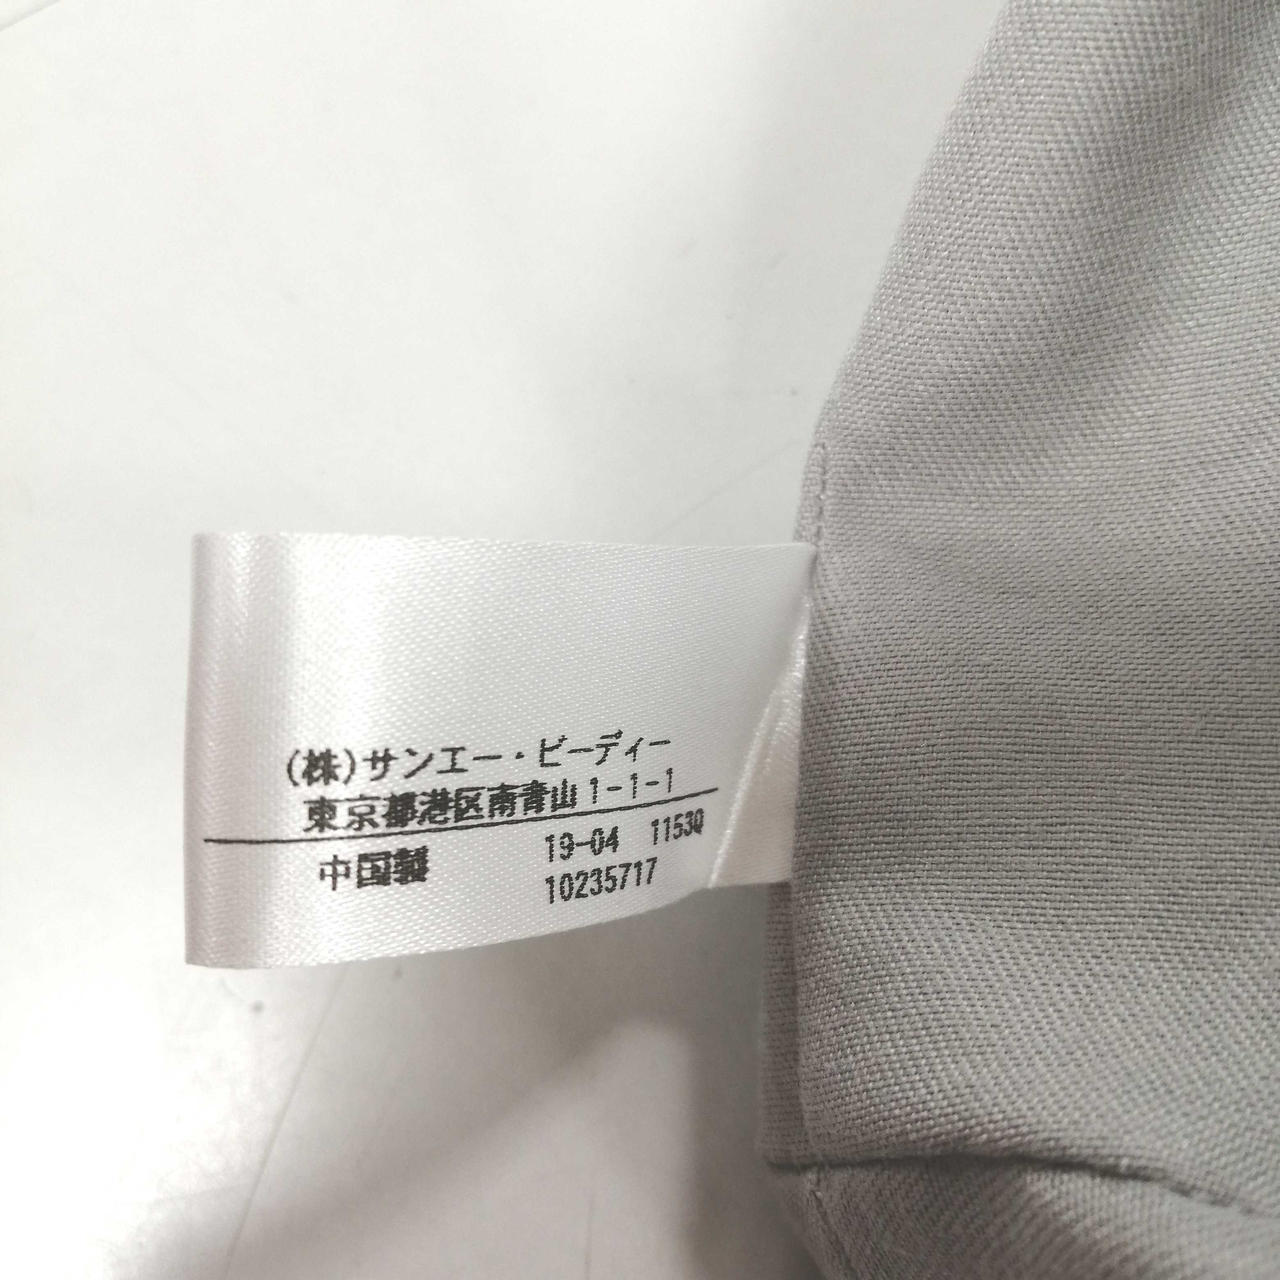 (株)サンエー・ビーディー
東京都港区南青山1-1-1
中国製 19-04 1153Q
10235717